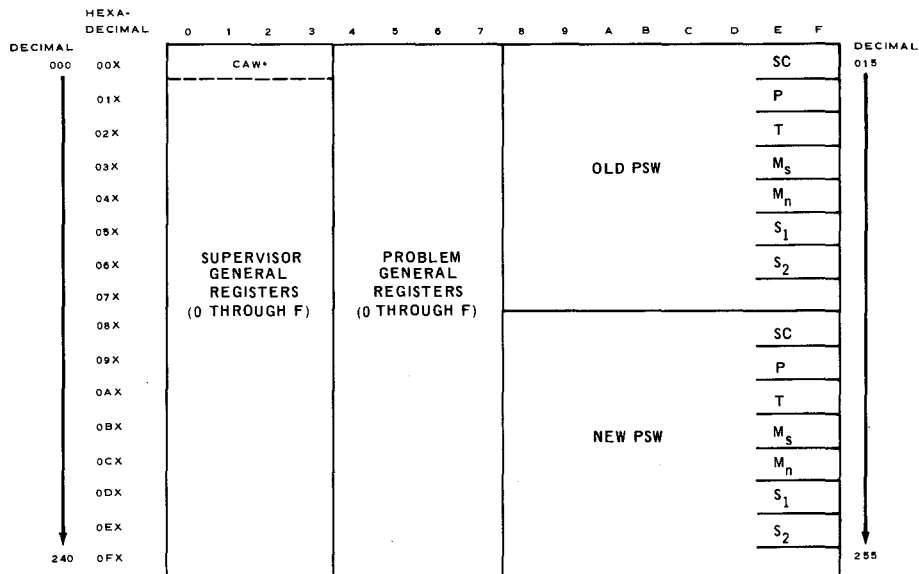 HEXA-
DECIMAL 0 1 2 3 4 5 6 7 8 9 A B C D E F
DECIMAL DECIMAL
000 00X CAW* SC 015
01X P
02X T
03X OLD PSW Ms
04X Mn
05X S1
06X SUPERVISOR PROBLEM S2
GENERAL GENERAL
07X REGISTERS REGISTERS
(0 THROUGH F) (0 THROUGH F)
08X SC
09X P
0AX T
0BX NEW PSW Ms
0CX Mn
0DX S1
0EX S2
240 0FX 255